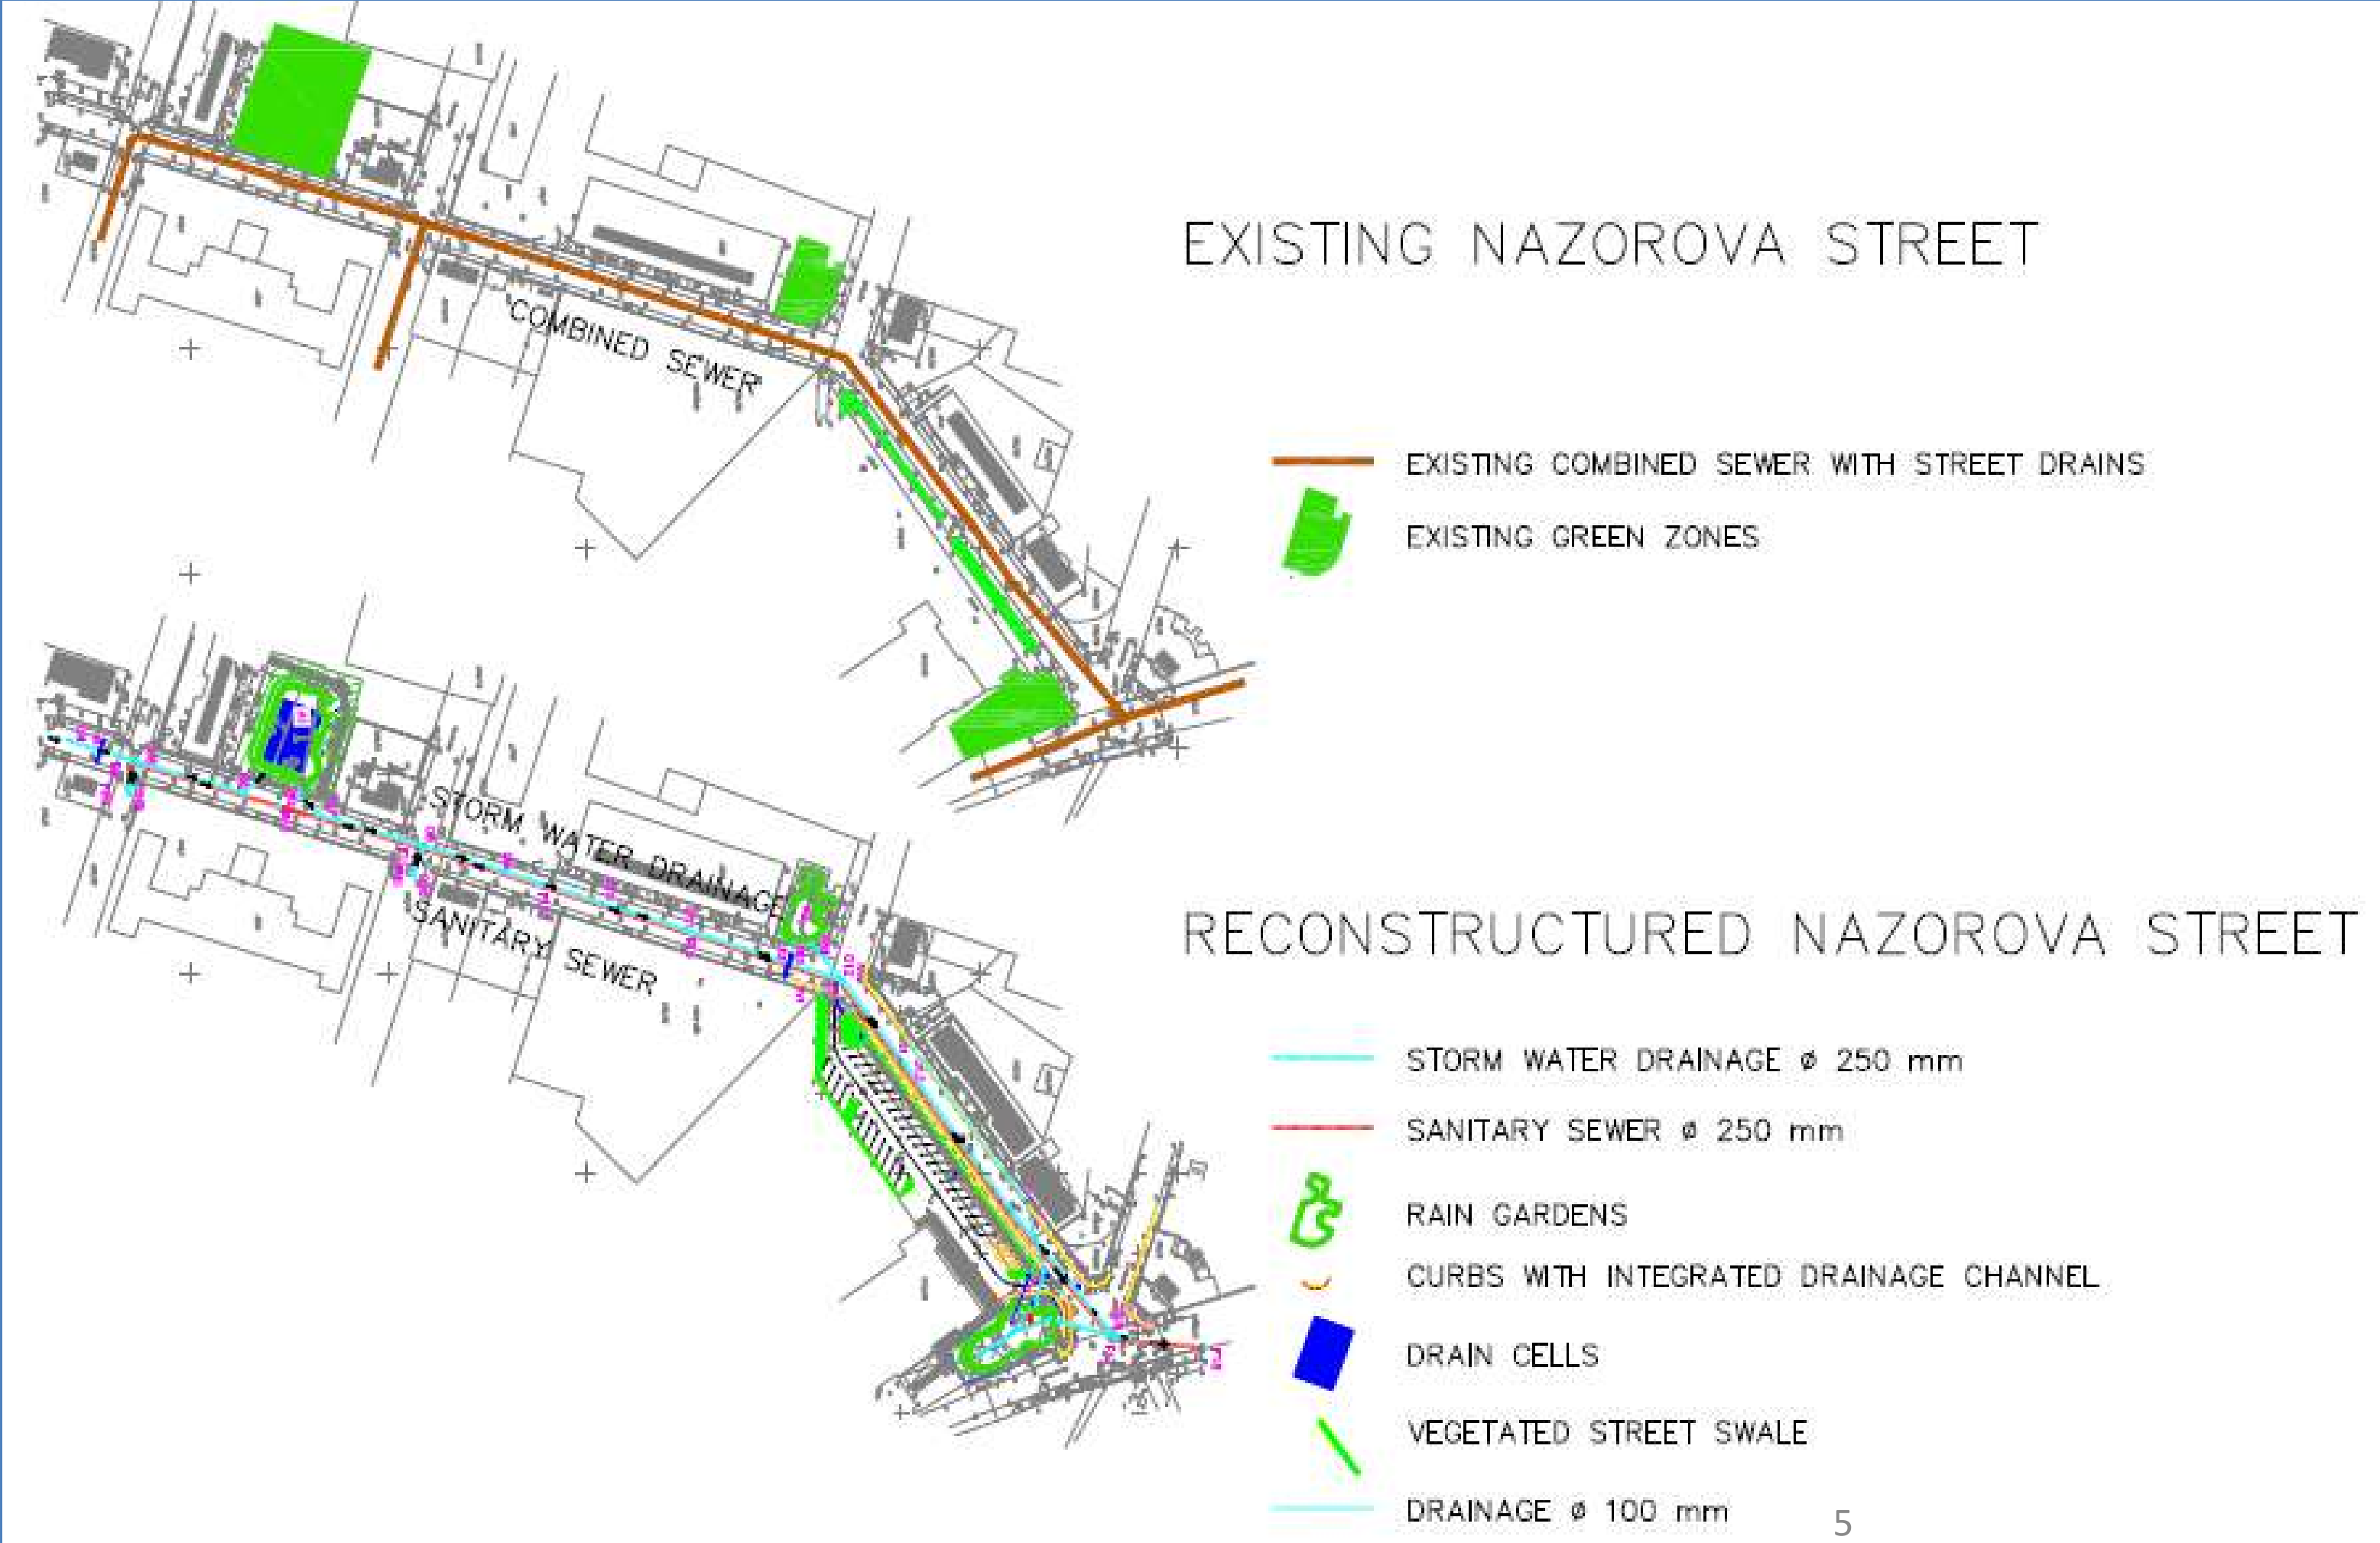 EXISTING NAZOROVA STREET
"COMBINED SEWER"
EXISTING COMBINED SEWER WITH STREET DRAINS
EXISTING GREEN ZONES
STORM WATER DRAINAGE
SANITARY SEWER
RECONSTRUCTURED NAZOROVA STREET
STORM WATER DRAINAGE ø 250 mm
SANITARY SEWER ø 250 mm
RAIN GARDENS
CURBS WITH INTEGRATED DRAINAGE CHANNEL
DRAIN CELLS
VEGETATED STREET SWALE
DRAINAGE ø 100 mm
5